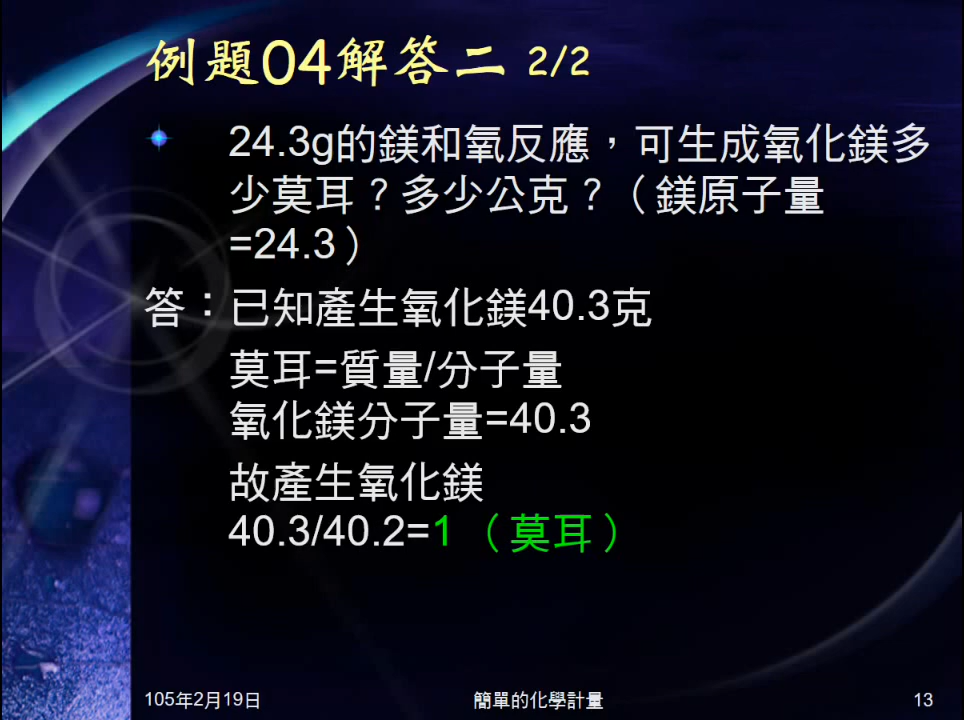 例題04解答二 2/2
24.3g的鎂和氧反應，可生成氧化鎂多
少莫耳？多少公克？（鎂原子量
=24.3）
答：已知產生氧化鎂40.3克
莫耳=質量/分子量
氧化鎂分子量=40.3
故產生氧化鎂
40.3/40.2=1（莫耳）
105年2月19日
簡單的化學計量
13